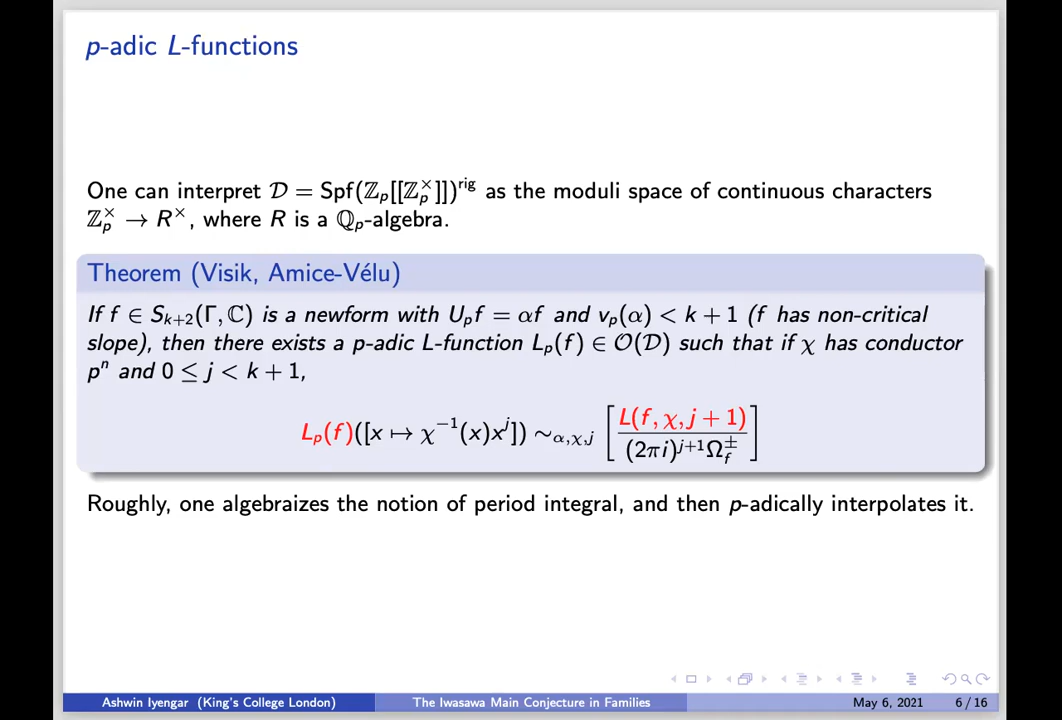 p-adic L-functions
One can interpret 𝒟 = Spf(ℤ_p[[ℤ_p^×]])^rig as the moduli space of continuous characters
ℤ_p^× → R^×, where R is a ℚ_p-algebra.
Theorem (Visik, Amice-Vélu)
If f ∈ S_{k+2}(Γ, ℂ) is a newform with U_p f = αf and v_p(α) < k + 1 (f has non-critical
slope), then there exists a p-adic L-function L_p(f) ∈ 𝒪(𝒟) such that if χ has conductor
p^n and 0 ≤ j < k + 1,
L_p(f)([x ↦ χ^{-1}(x)x^j]) ∼_{α,χ,j} [L(f, χ, j + 1) / (2πi)^{j+1}Ω_f^±]
Roughly, one algebraizes the notion of period integral, and then p-adically interpolates it.
Ashwin Iyengar (King's College London) The Iwasawa Main Conjecture in Families May 6, 2021 6 / 16